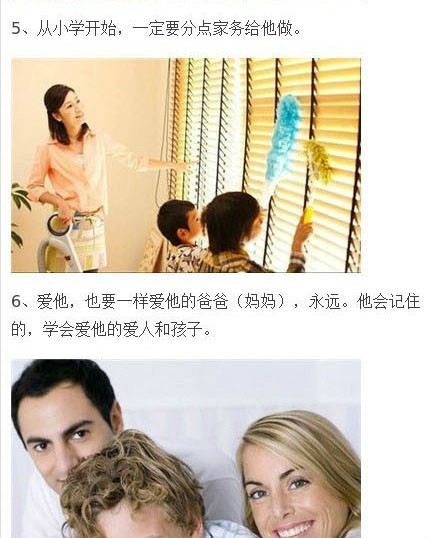 5、从小学开始，一定要分点家务给他做。
6、爱他，也要一样爱他的爸爸（妈妈），永远。他会记住
的，学会爱他的爱人和孩子。